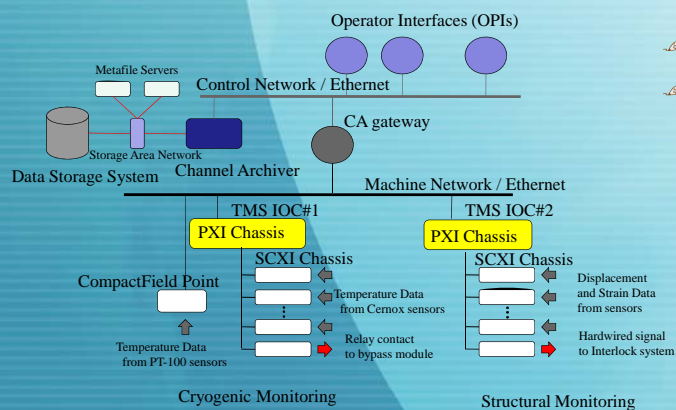 Operator Interfaces (OPIs)
Metafile Servers
Control Network / Ethernet
CA gateway
Storage Area Network
Data Storage System
Channel Archiver
Machine Network / Ethernet
TMS IOC#1
TMS IOC#2
PXI Chassis
PXI Chassis
SCXI Chassis
SCXI Chassis
CompactField Point
Temperature Data
from Cernox sensors
Displacement
and Strain Data
from sensors
Temperature Data
from PT-100 sensors
Relay contact
to bypass module
Hardwired signal
to Interlock system
Cryogenic Monitoring
Structural Monitoring